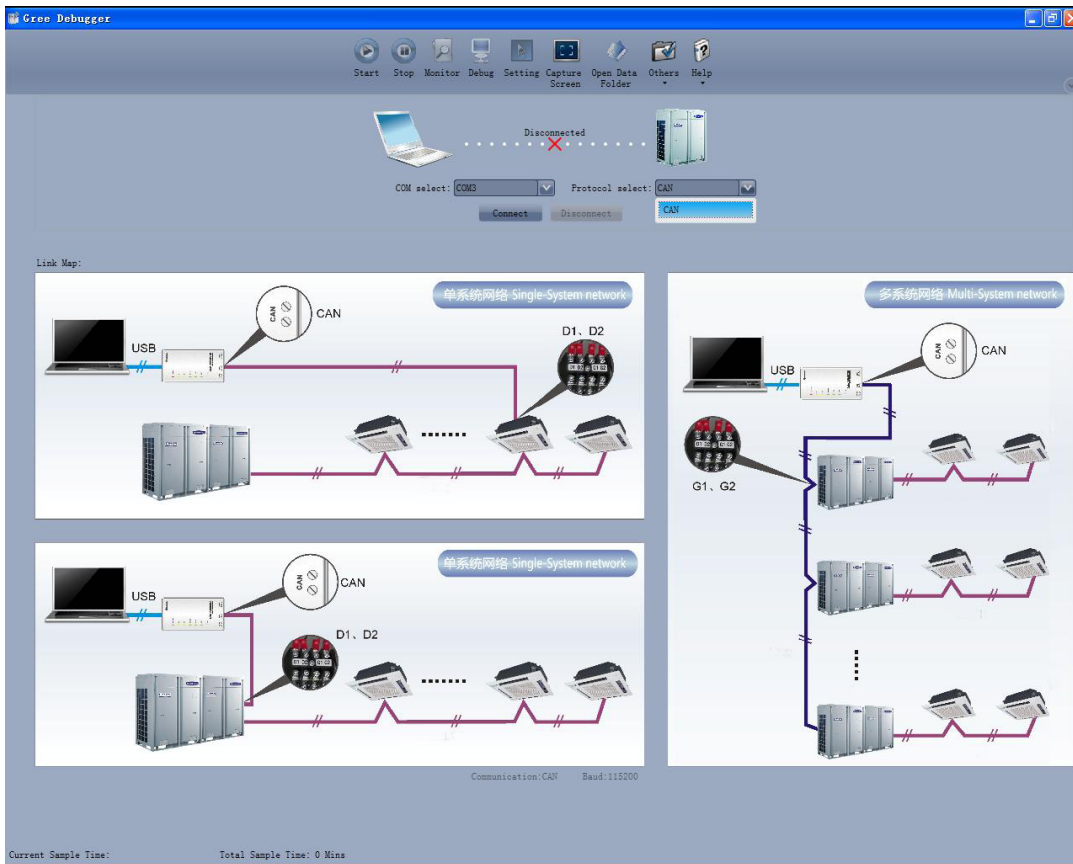 Gree Debugger
Start Stop Monitor Debug Setting Capture Screen Open Data Folder Others Help
Disconnected
COM select: COM3 Protocol select: CAN
Connect Disconnect CAN
Link Map:
单系统网络 Single-System network
CAN
CAN
USB
D1、D2
多系统网络 Multi-System network
CAN
CAN
USB
G1、G2
单系统网络 Single-System network
CAN
CAN
USB
D1、D2
Communication:CAN Baud:115200
Current Sample Time: Total Sample Time: 0 Mins